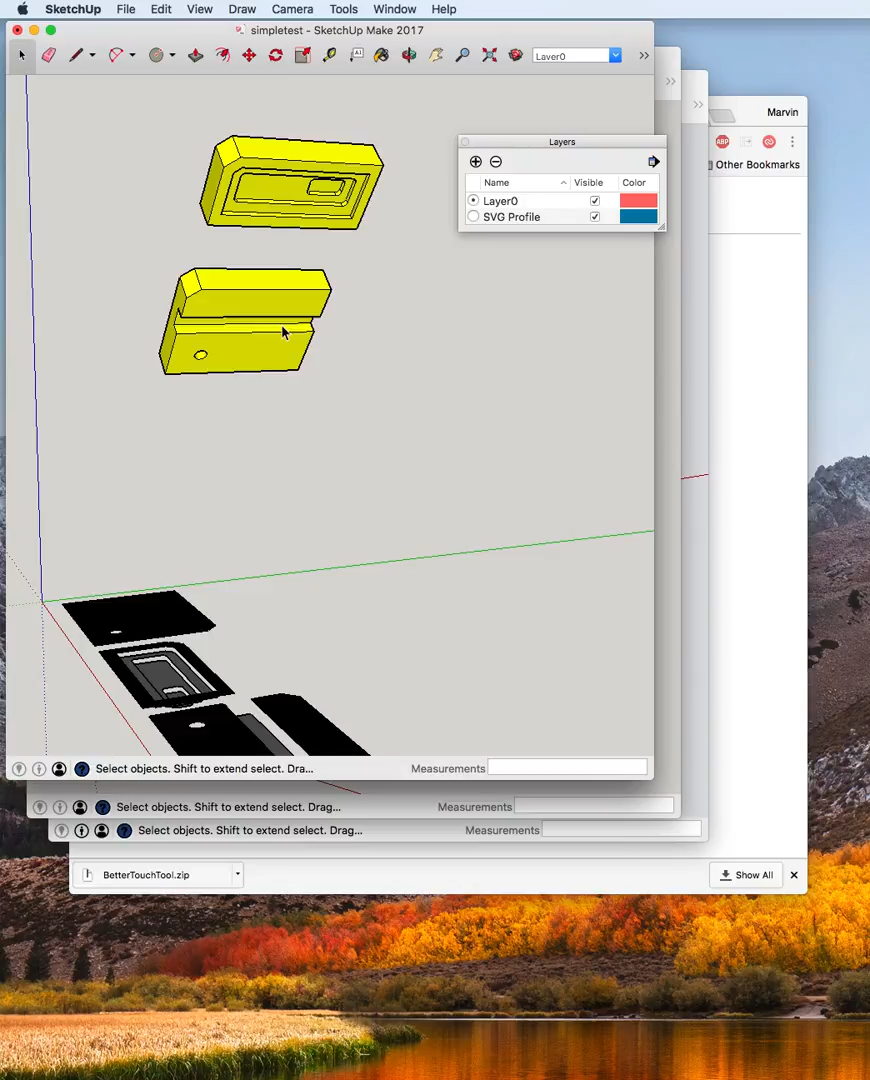 SketchUp File Edit View Draw Camera Tools Window Help
simpletest - SketchUp Make 2017
A1 Layer0 »
»
»
Marvin
ABP
Other Bookmarks
Layers
Name Visible Color
Layer0
SVG Profile
? Select objects. Shift to extend select. Dra... Measurements
? Select objects. Shift to extend select. Drag... Measurements
? Select objects. Shift to extend select. Drag... Measurements
BetterTouchTool.zip Show All